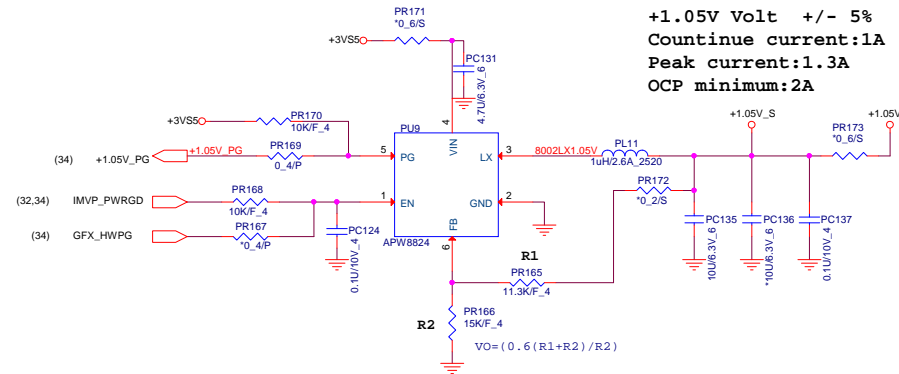 +1.05V Volt +/- 5%
Countinue current:1A
Peak current:1.3A
OCP minimum:2A
PR171
*0_6/S
+3VS5
PC131
4.7U/6.3V_6
+1.05V_S
+1.05V
PR173
*0_6/S
PR170
10K/F_4
+3VS5
PU9
4
VIN
(34)
+1.05V_PG
+1.05V_PG
PR169
0_4/P
5
PG
LX
3
8002LX1.05V
PL11
1uH/2.6A_2520
PR172
*0_2/S
(32,34)
IMVP_PWRGD
PR168
10K/F_4
1
EN
GND
2
(34)
GFX_HWPG
PR167
*0_4/P
PC124
0.1U/10V_4
FB
6
APW8824
PC135
10U/6.3V_6
PC136
*10U/6.3V_6
PC137
0.1U/10V_4
R1
PR165
11.3K/F_4
R2
PR166
15K/F_4
VO=(0.6(R1+R2)/R2)